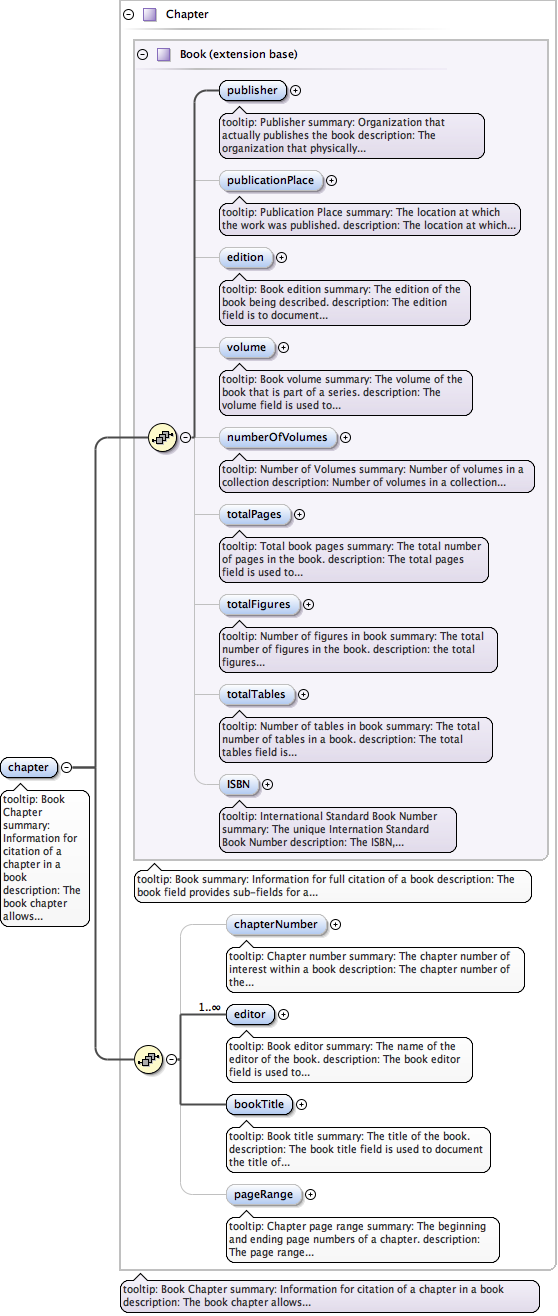 Chapter
Book (extension base)
publisher
tooltip: Publisher summary: Organization that
actually publishes the book description: The
organization that physically...
publicationPlace
tooltip: Publication Place summary: The location at which
the work was published. description: The location at which...
edition
tooltip: Book edition summary: The edition of the
book being described. description: The edition
field is to document...
volume
tooltip: Book volume summary: The volume of the
book that is part of a series. description: The
volume field is used to...
numberOfVolumes
tooltip: Number of Volumes summary: Number of volumes in a
collection description: Number of volumes in a collection...
totalPages
tooltip: Total book pages summary: The total number
of pages in the book. description: The total pages
field is used to...
totalFigures
tooltip: Number of figures in book summary: The total
number of figures in the book. description: the total
figures...
totalTables
tooltip: Number of tables in book summary: The total
number of tables in a book. description: The total
tables field is...
ISBN
tooltip: International Standard Book Number
summary: The unique Internation Standard
Book Number description: The ISBN,...
chapter
tooltip: Book
Chapter
summary:
Information for
citation of a
chapter in a
book
description: The
book chapter
allows...
tooltip: Book summary: Information for full citation of a book description: The
book field provides sub-fields for a...
chapterNumber
tooltip: Chapter number summary: The chapter number of
interest within a book description: The chapter number of
the...
1..∞
editor
tooltip: Book editor summary: The name of the
editor of the book. description: The book editor
field is used to...
bookTitle
tooltip: Book title summary: The title of the book.
description: The book title field is used to document
the title of...
pageRange
tooltip: Chapter page range summary: The beginning
and ending page numbers of a chapter. description:
The page range...
tooltip: Book Chapter summary: Information for citation of a chapter in a book
description: The book chapter allows...